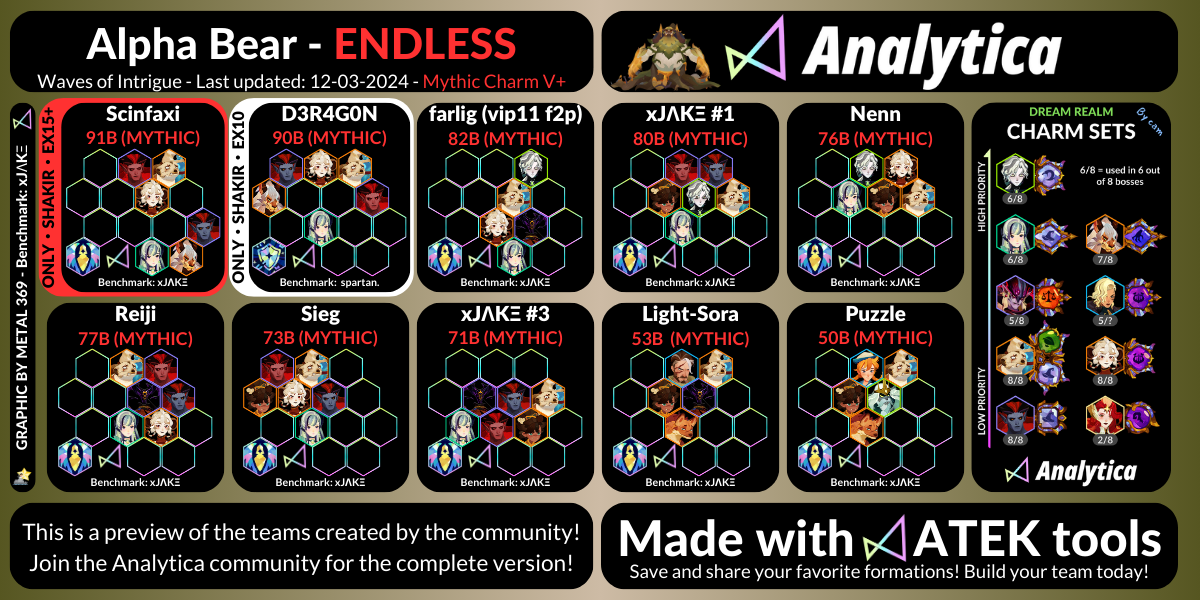 Alpha Bear - ENDLESS
Waves of Intrigue - Last updated: 12-03-2024 - Mythic Charm V+
Analytica
GRAPHIC BY METAL 369 - Benchmark: xJΛKΞ
ONLY • SHAKIR • EX15+
Scinfaxi
91B (MYTHIC)
Benchmark: xJΛKΞ
ONLY • SHAKIR • EX10
D3R4G0N
90B (MYTHIC)
Benchmark: spartan.
farlig (vip11 f2p)
82B (MYTHIC)
Benchmark: xJΛKΞ
xJΛKΞ #1
80B (MYTHIC)
Benchmark: xJΛKΞ
Nenn
76B (MYTHIC)
Benchmark: xJΛKΞ
Reiji
77B (MYTHIC)
Benchmark: xJΛKΞ
Sieg
73B (MYTHIC)
Benchmark: xJΛKΞ
xJΛKΞ #3
71B (MYTHIC)
Benchmark: xJΛKΞ
Light-Sora
53B (MYTHIC)
Benchmark: xJΛKΞ
Puzzle
50B (MYTHIC)
Benchmark: xJΛKΞ
DREAM REALM
CHARM SETS
By cam
HIGH PRIORITY
LOW PRIORITY
6/8 = used in 6 out
of 8 bosses
6/8
6/8
7/8
5/8
5/?
8/8
8/8
8/8
2/8
Analytica
This is a preview of the teams created by the community!
Join the Analytica community for the complete version!
Made with ATEK tools
Save and share your favorite formations! Build your team today!